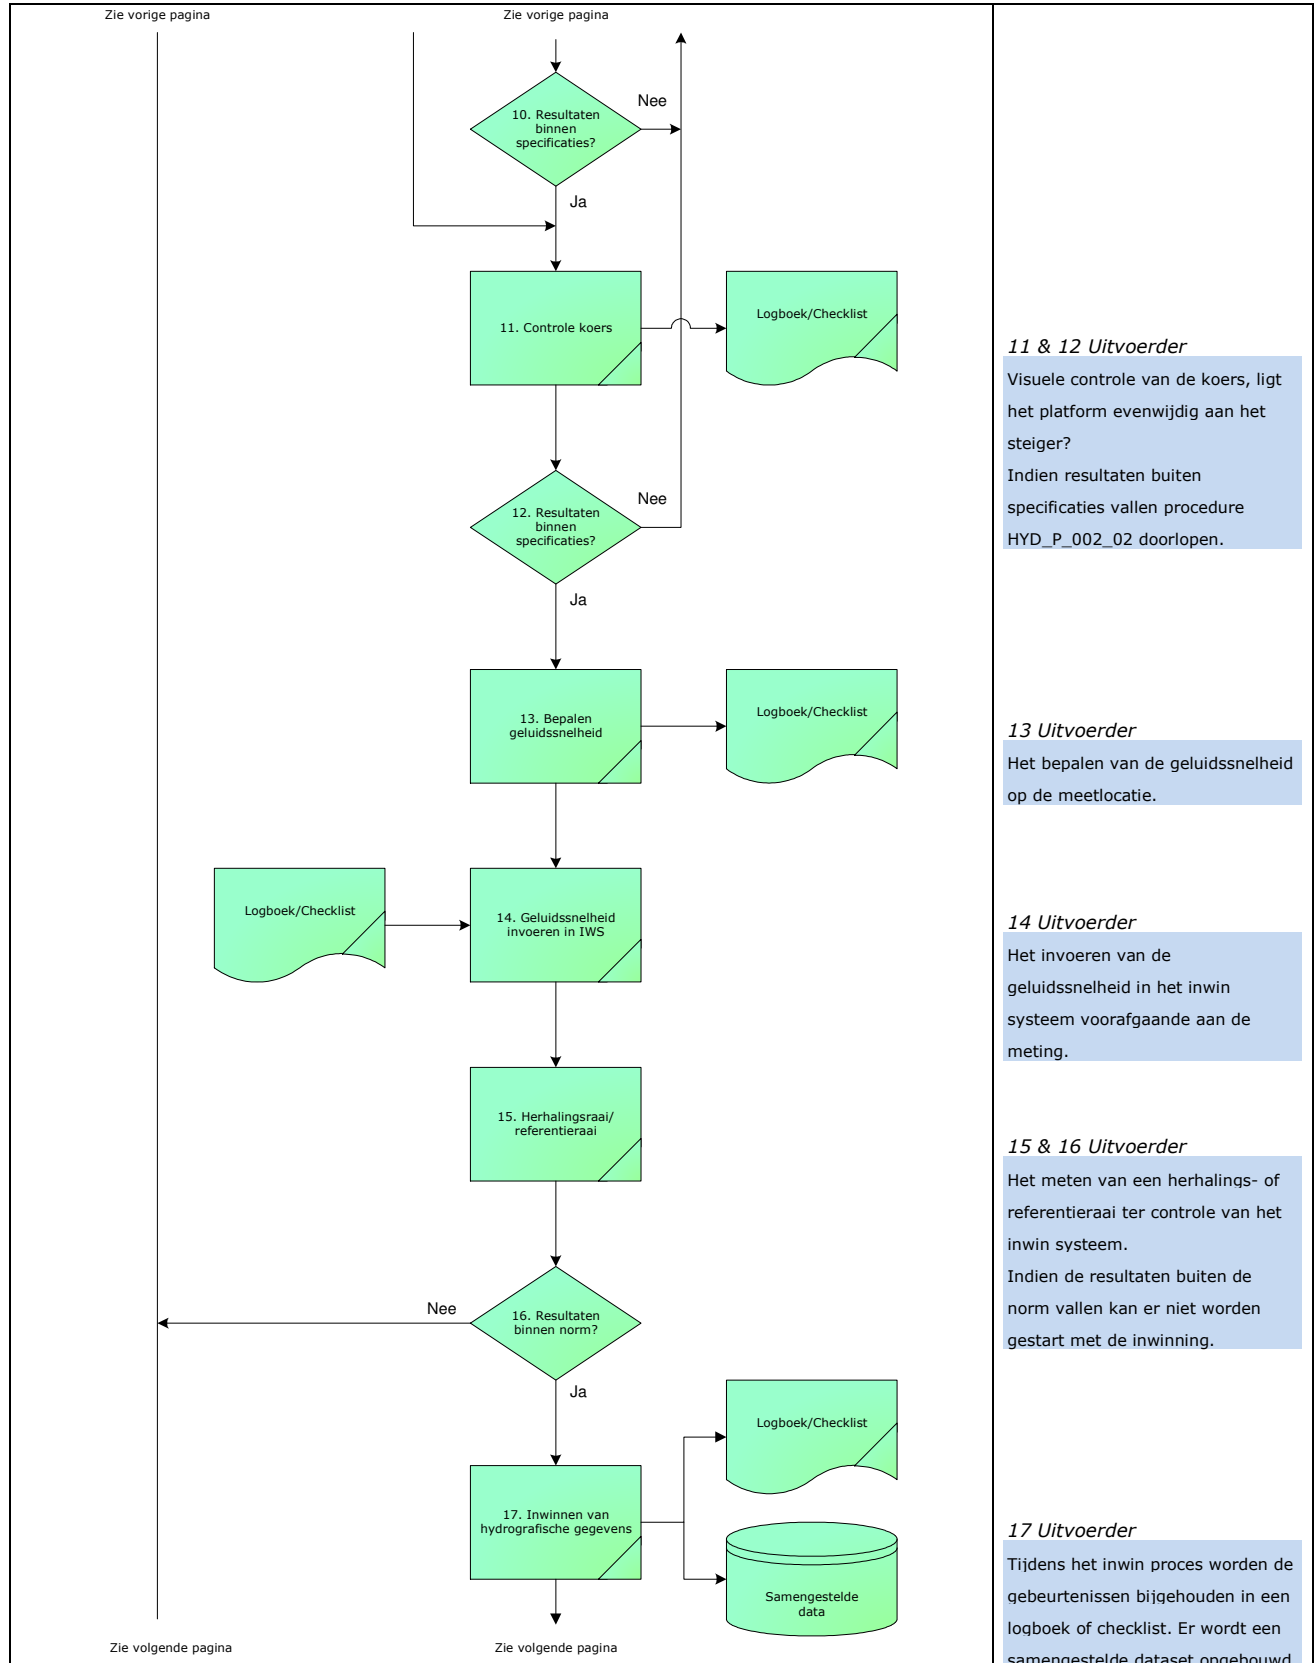 Zie vorige pagina
Zie vorige pagina
10. Resultaten
binnen
specificaties?
Nee
Ja
11. Controle koers
Logboek/Checklist
12. Resultaten
binnen
specificaties?
Nee
Ja
13. Bepalen
geluidssnelheid
Logboek/Checklist
Logboek/Checklist
14. Geluidssnelheid
invoeren in IWS
15. Herhalingsraai/
referentieraai
16. Resultaten
binnen norm?
Nee
Ja
17. Inwinnen van
hydrografische gegevens
Logboek/Checklist
Samengestelde
data
Zie volgende pagina
Zie volgende pagina
11 & 12 Uitvoerder
Visuele controle van de koers, ligt
het platform evenwijdig aan het
steiger?
Indien resultaten buiten
specificaties vallen procedure
HYD_P_002_02 doorlopen.
13 Uitvoerder
Het bepalen van de geluidssnelheid
op de meetlocatie.
14 Uitvoerder
Het invoeren van de
geluidssnelheid in het inwin
systeem voorafgaande aan de
meting.
15 & 16 Uitvoerder
Het meten van een herhalings- of
referentieraai ter controle van het
inwin systeem.
Indien de resultaten buiten de
norm vallen kan er niet worden
gestart met de inwinning.
17 Uitvoerder
Tijdens het inwin proces worden de
gebeurtenissen bijgehouden in een
logboek of checklist. Er wordt een
samengestelde dataset opgebouwd